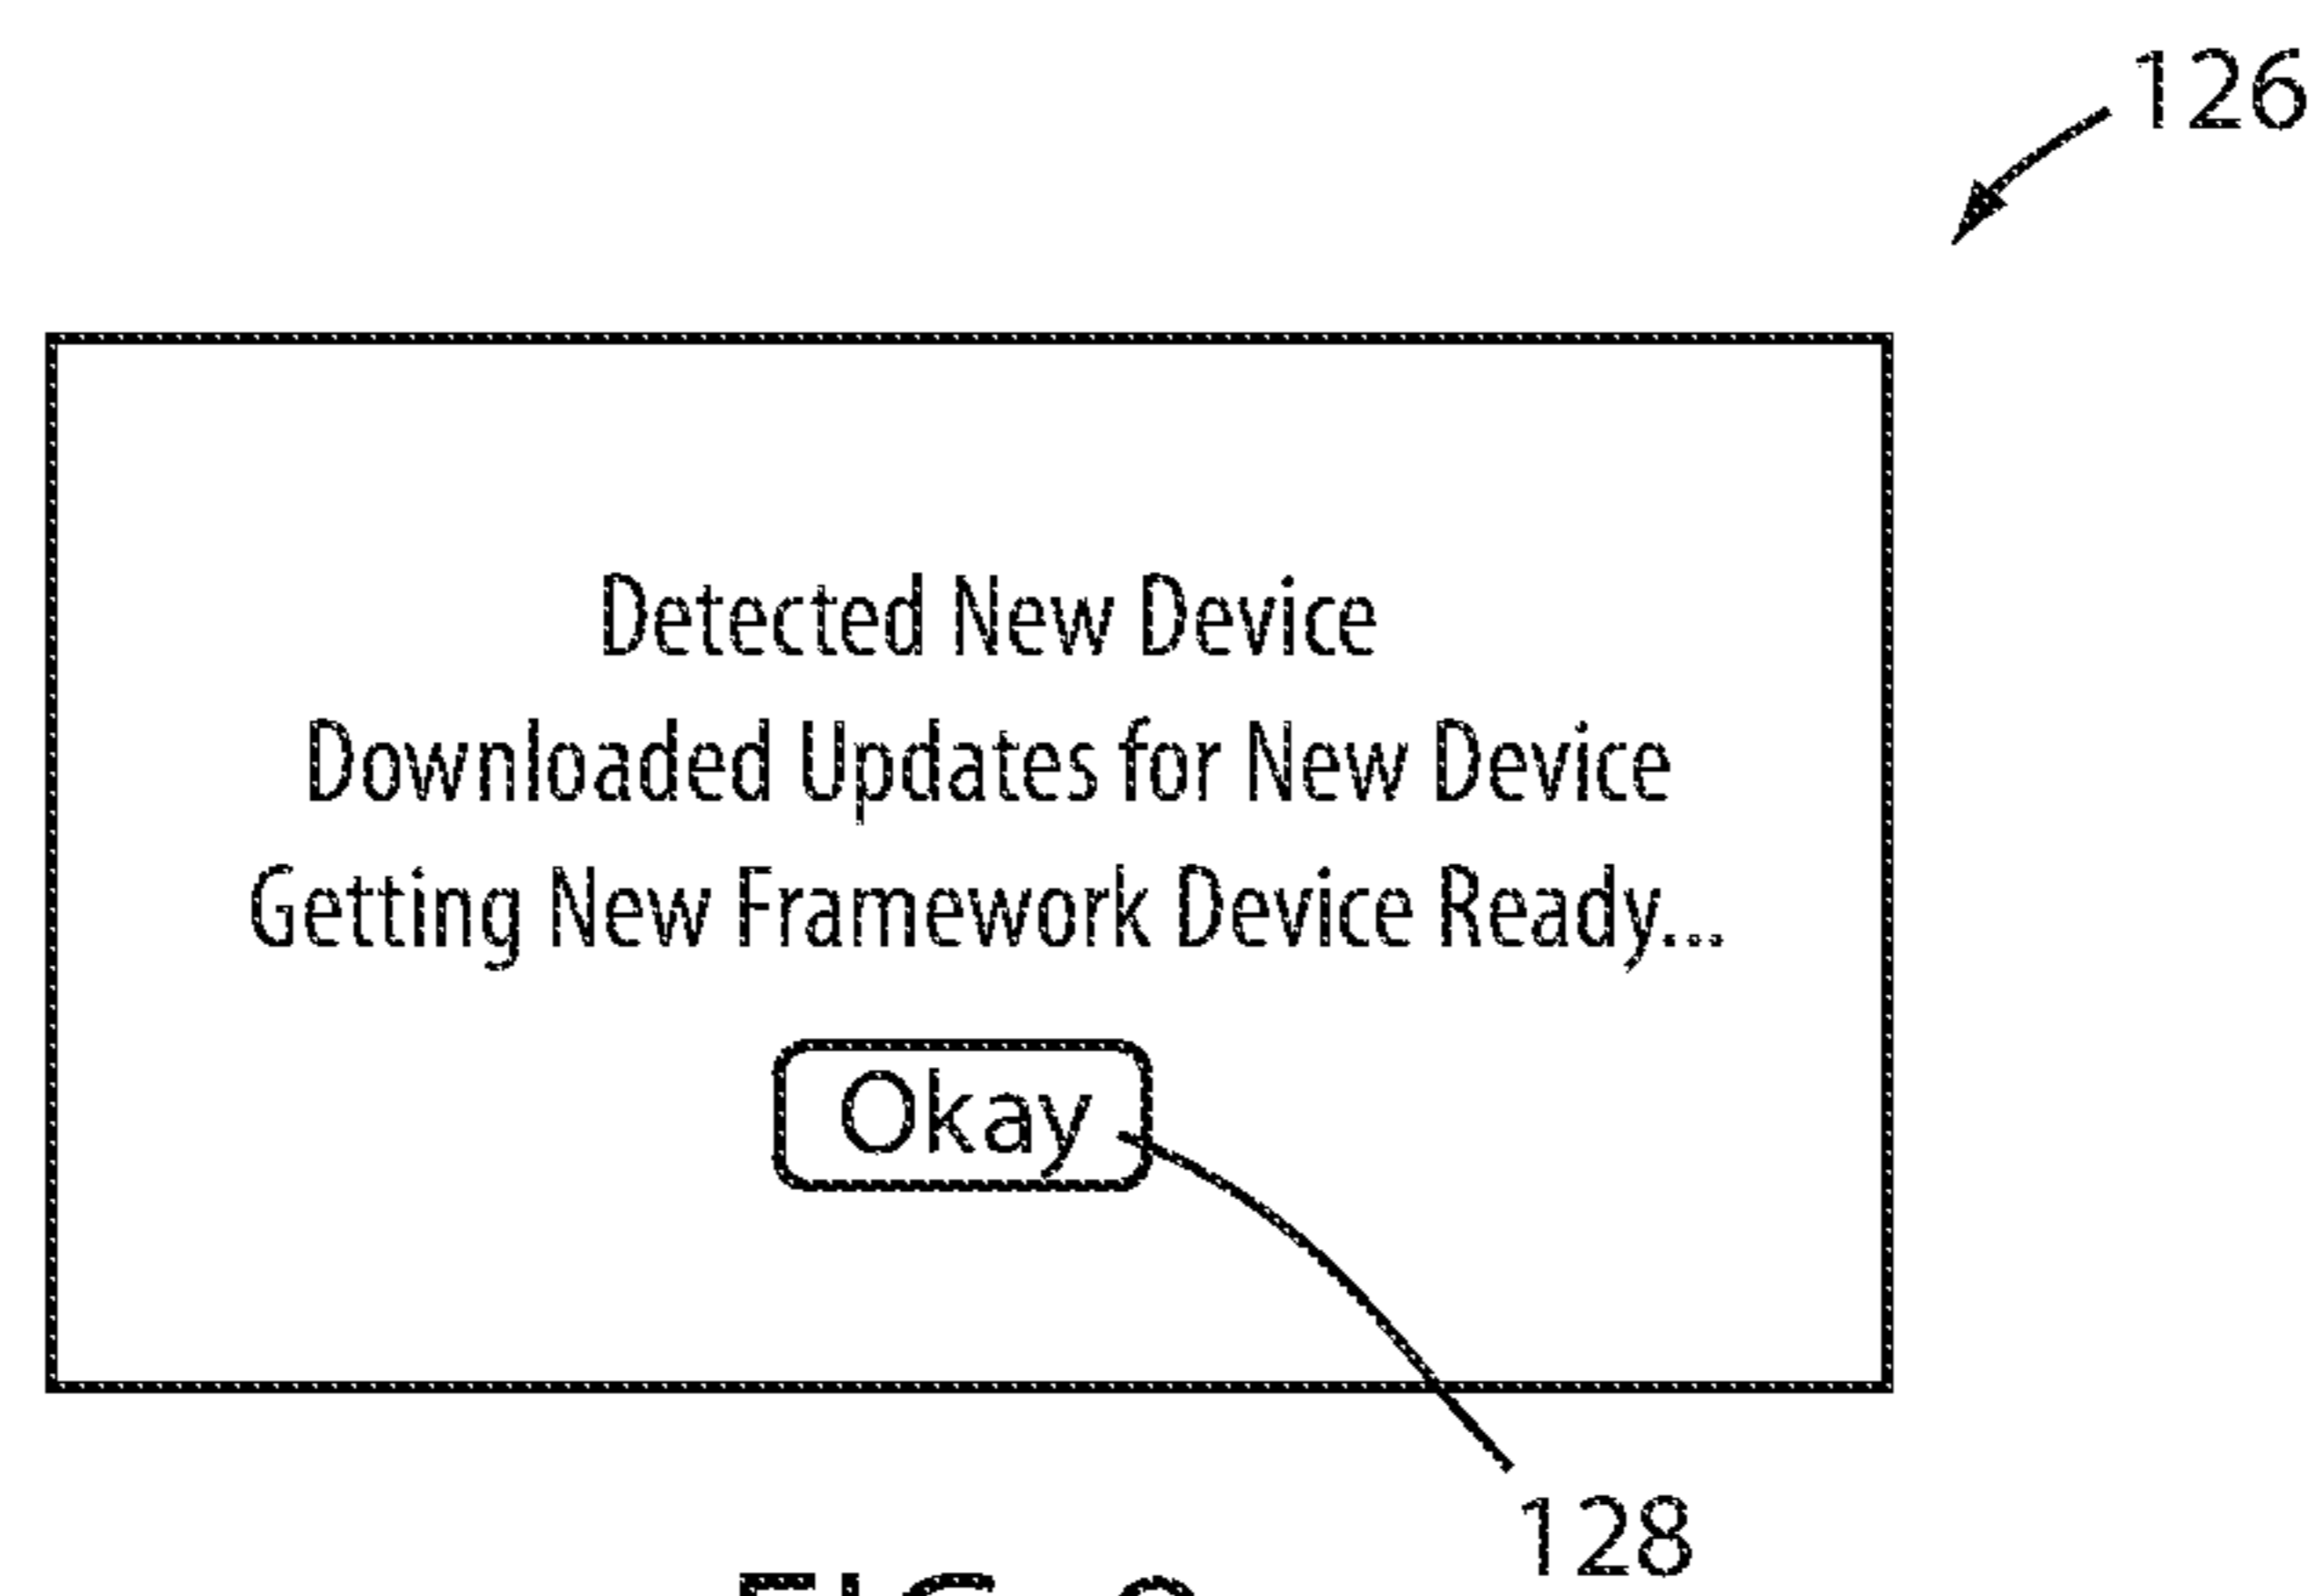 126
Detected New Device
Downloaded Updates for New Device
Getting New Framework Device Ready...
Okay
128